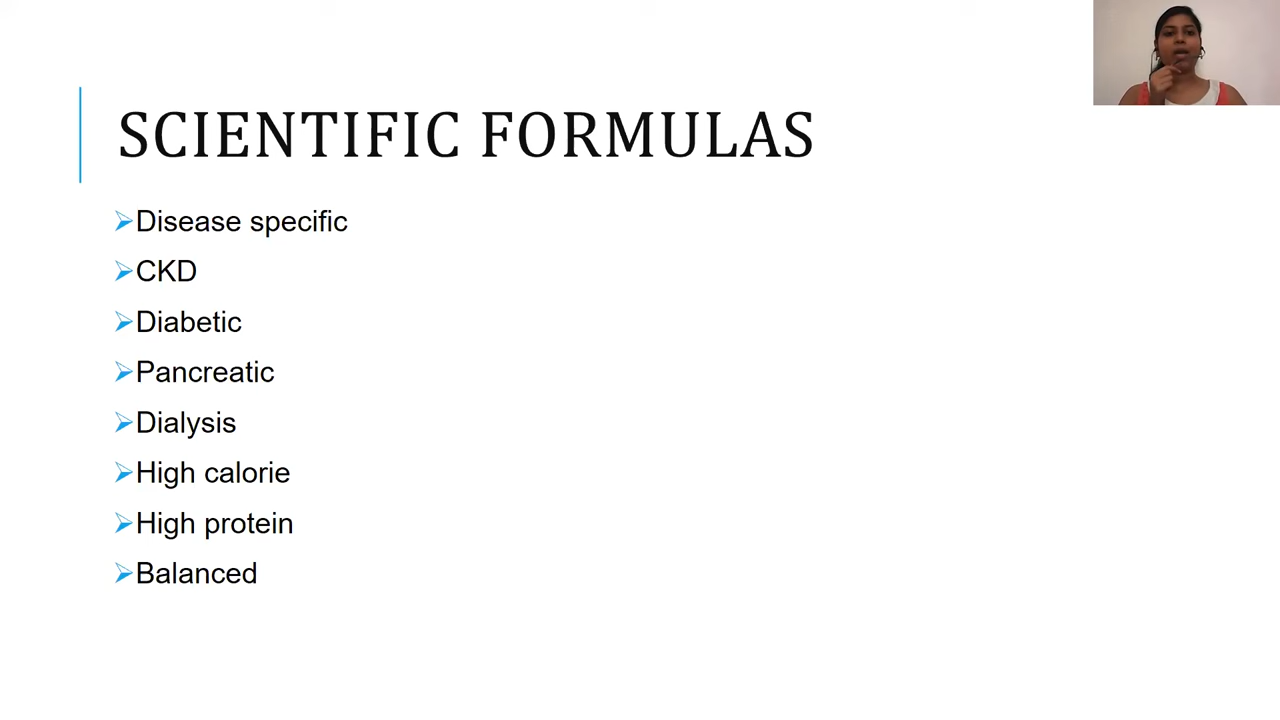 SCIENTIFIC FORMULAS
Disease specific
CKD
Diabetic
Pancreatic
Dialysis
High calorie
High protein
Balanced